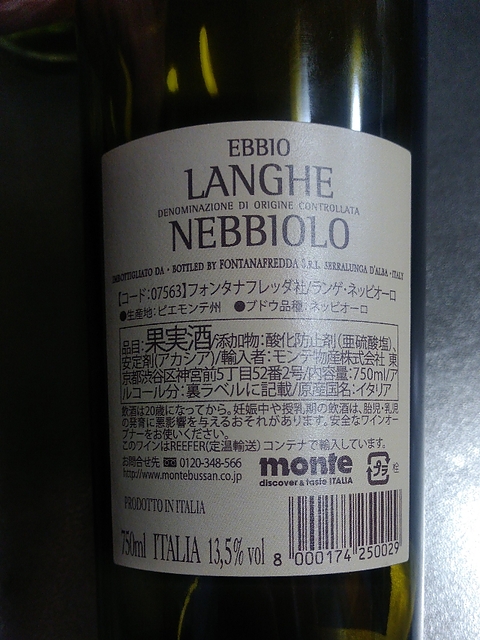 EBBIO
LANGHE
DENOMINAZIONE DI ORIGINE CONTROLLATA
NEBBIOLO
IMBOTTIGLIATO DA · BOTTLED BY FONTANAFREDDA S.R.L. SERRALUNGA D'ALBA · ITALY
【コード:07563】フォンタナフレッダ社/ランゲ・ネッビオーロ
●生産地:ピエモンテ州 ●ブドウ品種:ネッビオーロ
品目:果実酒/添加物:酸化防止剤(亜硫酸塩)、
安定剤(アカシア)/輸入者:モンテ物産株式会社 東
京都渋谷区神宮前5丁目52番2号/内容量:750ml/ア
ルコール分:裏ラベルに記載/原産国名:イタリア
飲酒は20歳になってから。妊娠中や授乳期の飲酒は、胎児・乳児
の発育に悪影響を与えるおそれがあります。安全なワインオー
プナーをお使いください。
このワインはREEFER(定温輸送)コンテナで輸入しています。
お問合せ先 0120-348-566
http://www.montebussan.co.jp
monte
discover & taste ITALIA
プラ 栓
PRODOTTO IN ITALIA
750ml ITALIA 13,5% vol
8 000174 250029